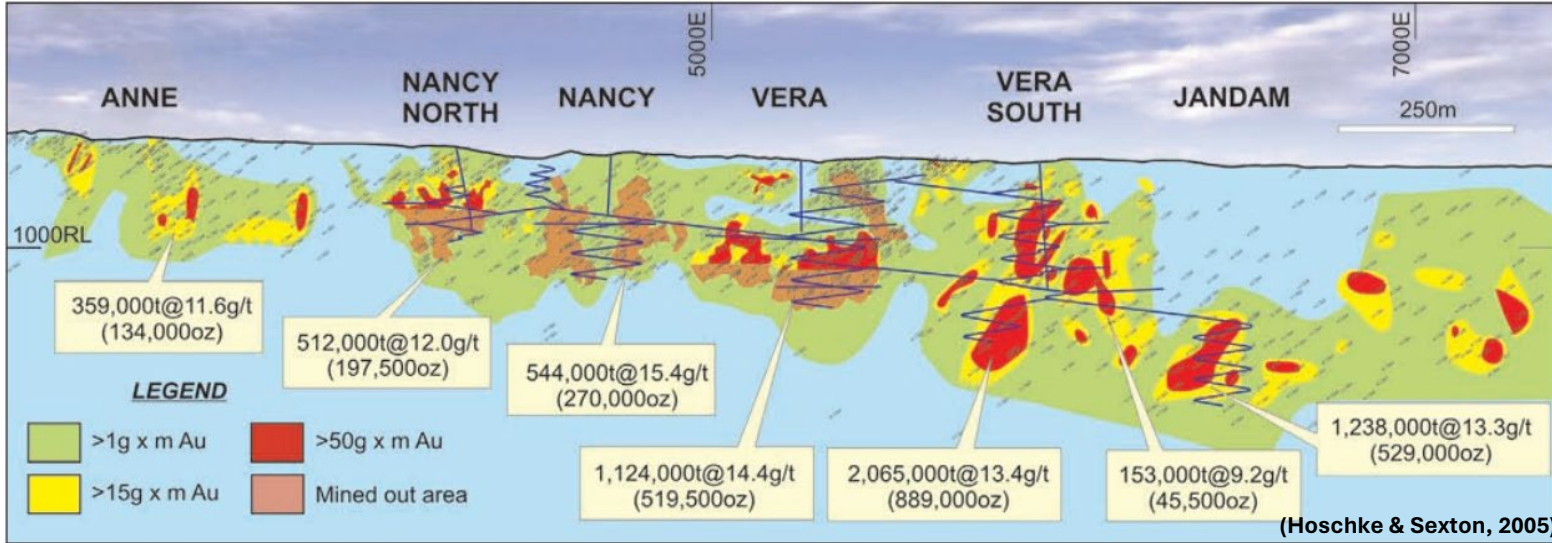 5000E
7000E
ANNE
NANCY
NORTH
NANCY
VERA
VERA
SOUTH
JANDAM
250m
1000RL
359,000t@11.6g/t
(134,000oz)
512,000t@12.0g/t
(197,500oz)
544,000t@15.4g/t
(270,000oz)
1,124,000t@14.4g/t
(519,500oz)
2,065,000t@13.4g/t
(889,000oz)
153,000t@9.2g/t
(45,500oz)
1,238,000t@13.3g/t
(529,000oz)
LEGEND
>1g x m Au
>50g x m Au
>15g x m Au
Mined out area
(Hoschke & Sexton, 2005)